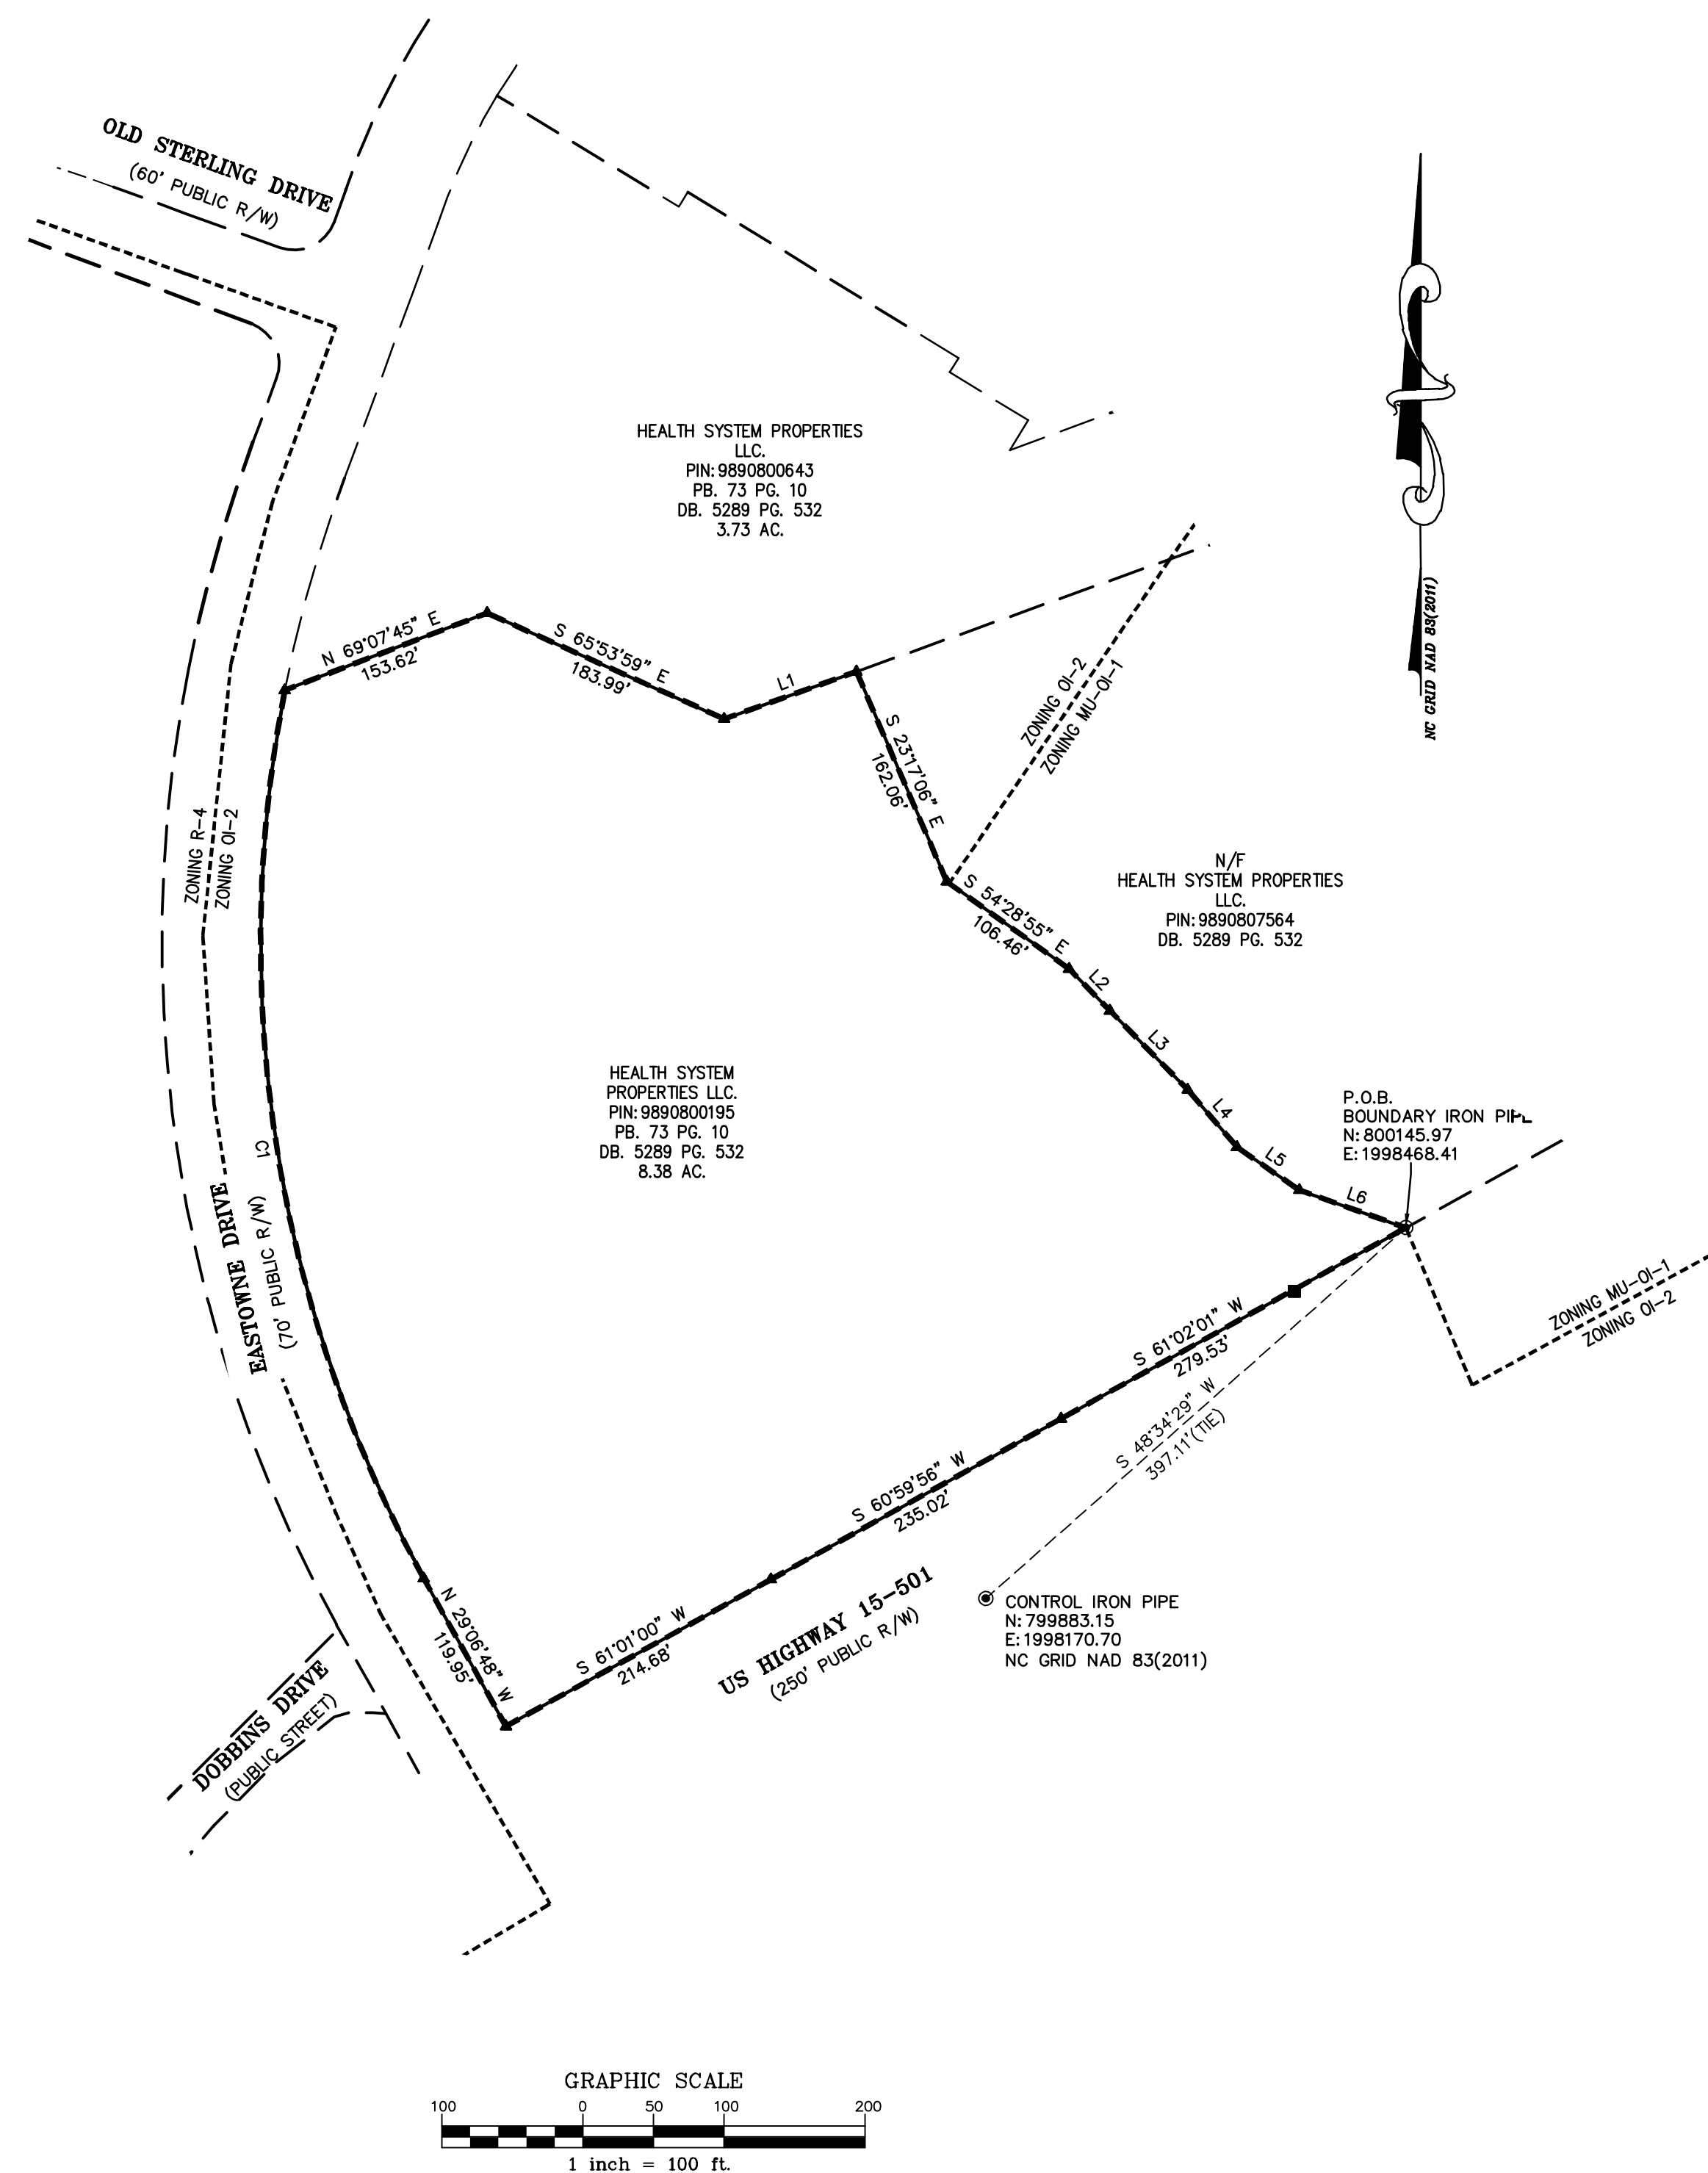 OLD STERLING DRIVE
(60' PUBLIC R/W)
HEALTH SYSTEM PROPERTIES
LLC.
PIN: 9890800643
PB. 73 PG. 10
DB. 5289 PG. 532
3.73 AC.
NC GRID NAD 83(2011)
N 69°07'45" E
153.62'
S 65°53'59" E
183.99'
L1
S 23°17'06" E
162.06'
ZONING OI-2
ZONING MU-OI-1
ZONING R-4
ZONING OI-2
N/F
HEALTH SYSTEM PROPERTIES
LLC.
PIN: 9890807564
DB. 5289 PG. 532
S 54°28'55" E
106.46'
L2
L3
L4
L5
L6
HEALTH SYSTEM
PROPERTIES LLC.
PIN: 9890800195
PB. 73 PG. 10
DB. 5289 PG. 532
8.38 AC.
P.O.B.
BOUNDARY IRON PIPE
N: 800145.97
E: 1998468.41
C1
EASTOWNE DRIVE
(70' PUBLIC R/W)
ZONING MU-OI-1
ZONING OI-2
S 61°02'01" W
279.53'
S 48°34'29" W
397.11'(TIE)
S 60°59'56" W
235.02'
S 61°01'00" W
214.68'
N 29°06'48" W
119.95'
US HIGHWAY 15-501
(250' PUBLIC R/W)
CONTROL IRON PIPE
N: 799883.15
E: 1998170.70
NC GRID NAD 83(2011)
DOBBINS DRIVE
(PUBLIC STREET)
GRAPHIC SCALE
100 0 50 100 200
1 inch = 100 ft.